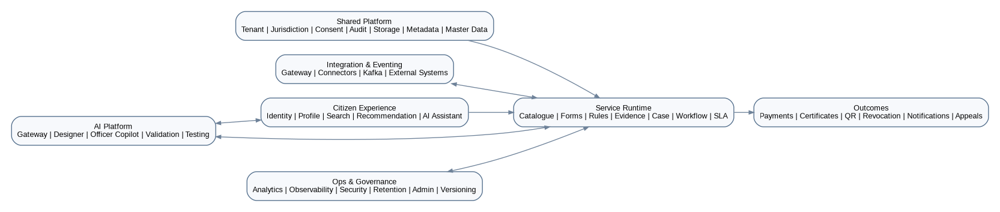 Shared Platform
Tenant | Jurisdiction | Consent | Audit | Storage | Metadata | Master Data
Integration & Eventing
Gateway | Connectors | Kafka | External Systems
Citizen Experience
Identity | Profile | Search | Recommendation | AI Assistant
Service Runtime
Catalogue | Forms | Rules | Evidence | Case | Workflow | SLA
Outcomes
Payments | Certificates | QR | Revocation | Notifications | Appeals
AI Platform
Gateway | Designer | Officer Copilot | Validation | Testing
Ops & Governance
Analytics | Observability | Security | Retention | Admin | Versioning